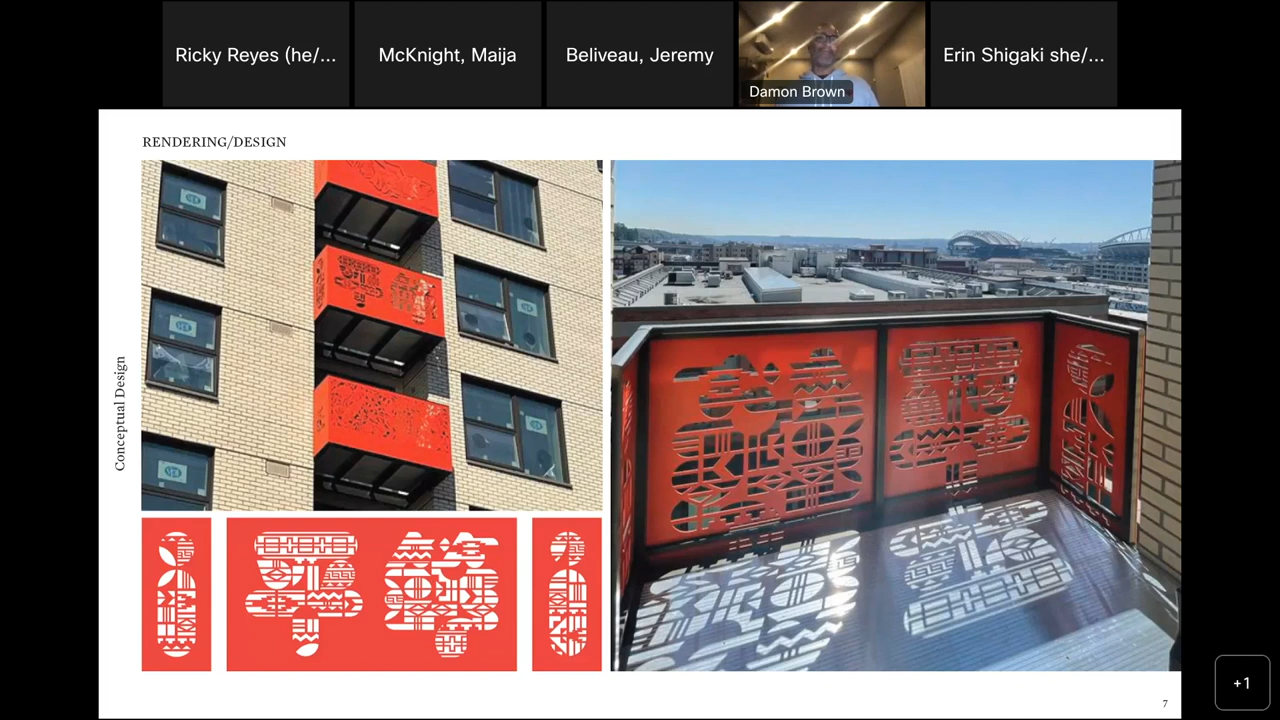 Ricky Reyes (he/...
McKnight, Maija
Beliveau, Jeremy
Damon Brown
Erin Shigaki she/...
RENDERING/DESIGN
Conceptual Design
7
+1